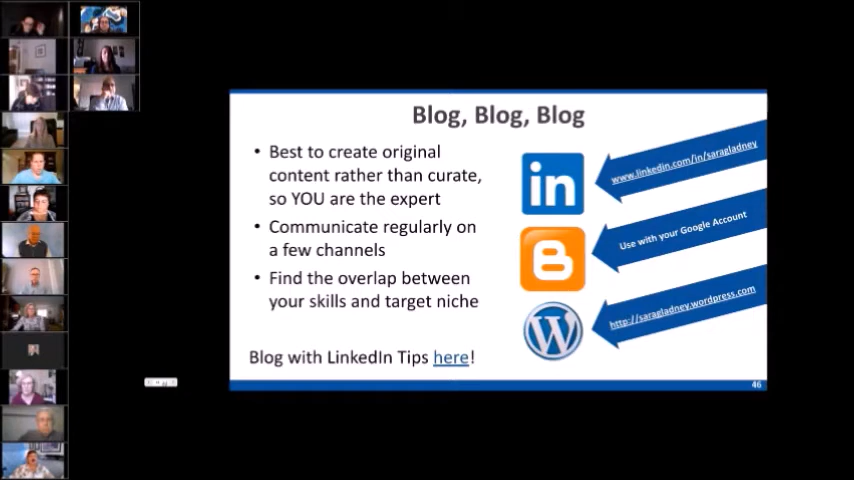 Blog, Blog, Blog
• Best to create original
content rather than curate,
so YOU are the expert
• Communicate regularly on
a few channels
• Find the overlap between
your skills and target niche
Blog with LinkedIn Tips here!
in
www.linkedin.com/in/saragladney
B
Use with your Google Account
W
http://saragladney.wordpress.com
46